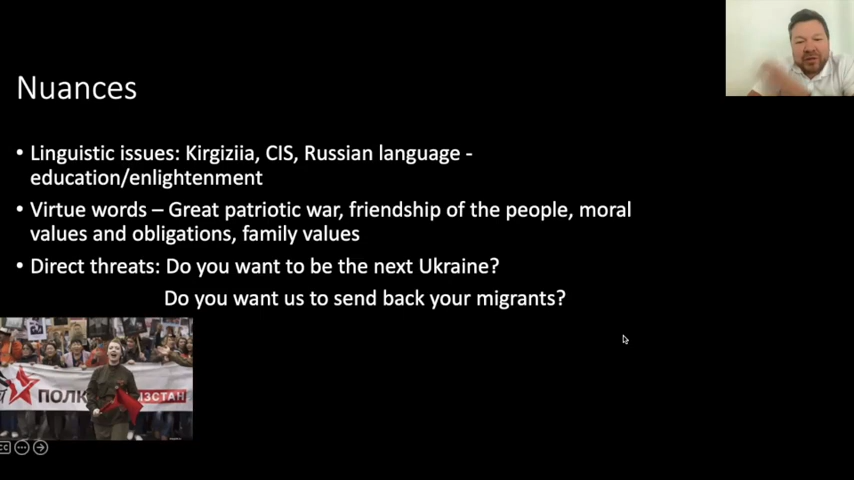 Nuances
• Linguistic issues: Kirgiziia, CIS, Russian language -
education/enlightenment
• Virtue words – Great patriotic war, friendship of the people, moral
values and obligations, family values
• Direct threats: Do you want to be the next Ukraine?
Do you want us to send back your migrants?
ПОЛК ЫЗСТАН
CC